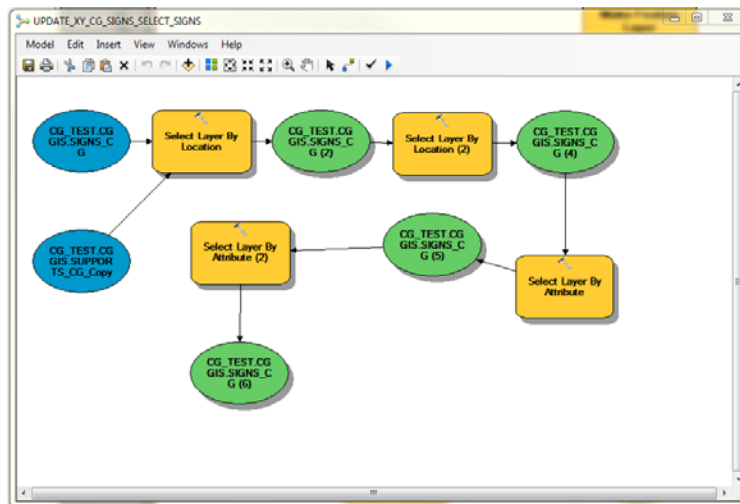 UPDATE_XY_CG_SIGNS_SELECT_SIGNS
Model Edit Insert View Windows Help
CG_TEST.CG
GIS.SIGNS_C
G
Select Layer By
Location
CG_TEST.CG
GIS.SIGNS_C
G (2)
Select Layer By
Location (2)
CG_TEST.CG
GIS.SIGNS_C
G (4)
CG_TEST.CG
GIS.SUPPOR
TS_CG_Copy
Select Layer By
Attribute (2)
CG_TEST.CG
GIS.SIGNS_C
G (5)
Select Layer By
Attribute
CG_TEST.CG
GIS.SIGNS_C
G (6)